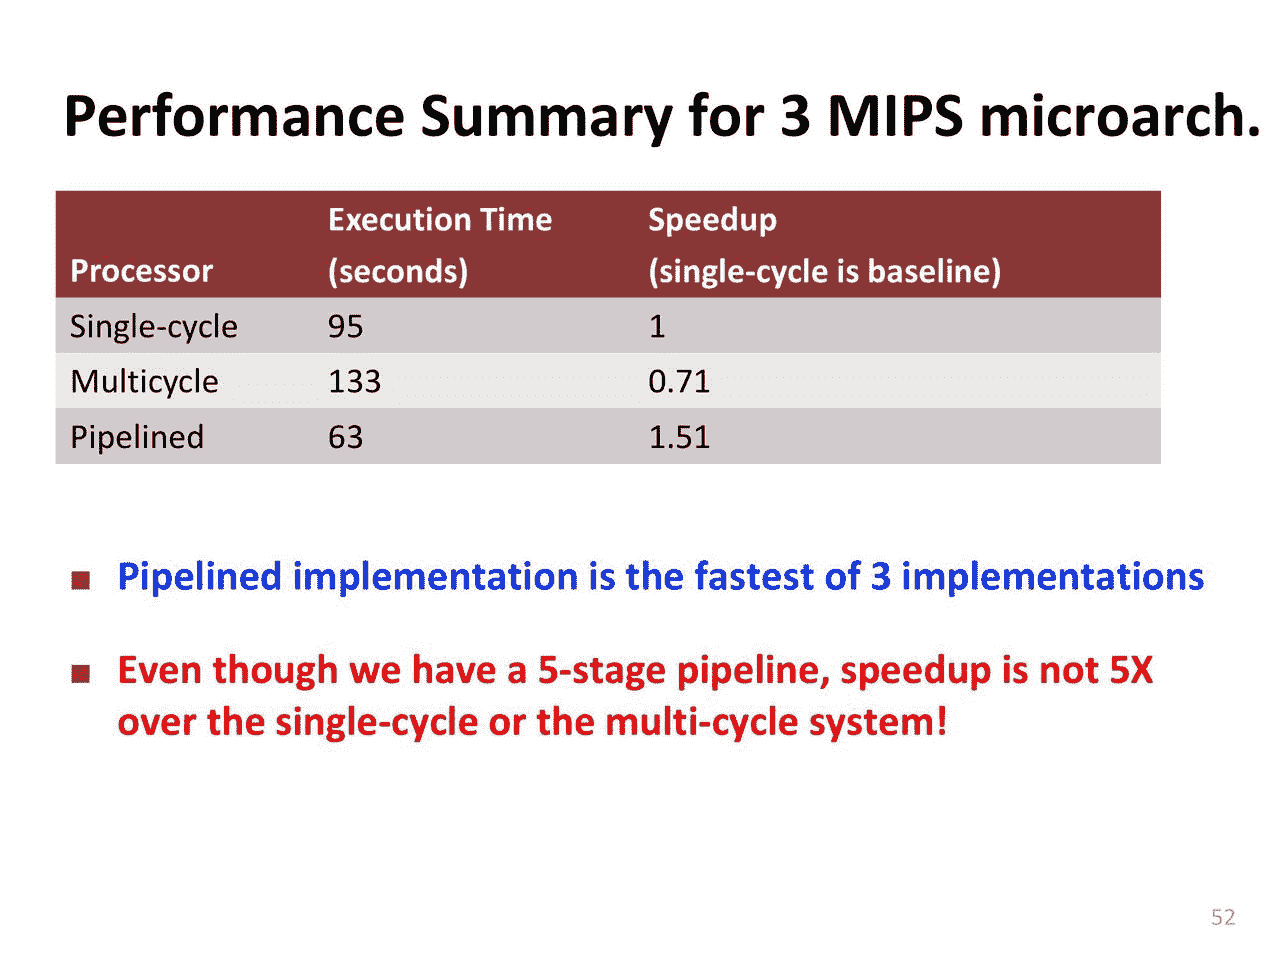 Performance Summary for 3 MIPS microarch.
Processor Execution Time (seconds) Speedup (single-cycle is baseline)
Single-cycle 95 1
Multicycle 133 0.71
Pipelined 63 1.51
Pipelined implementation is the fastest of 3 implementations
Even though we have a 5-stage pipeline, speedup is not 5X
over the single-cycle or the multi-cycle system!
52